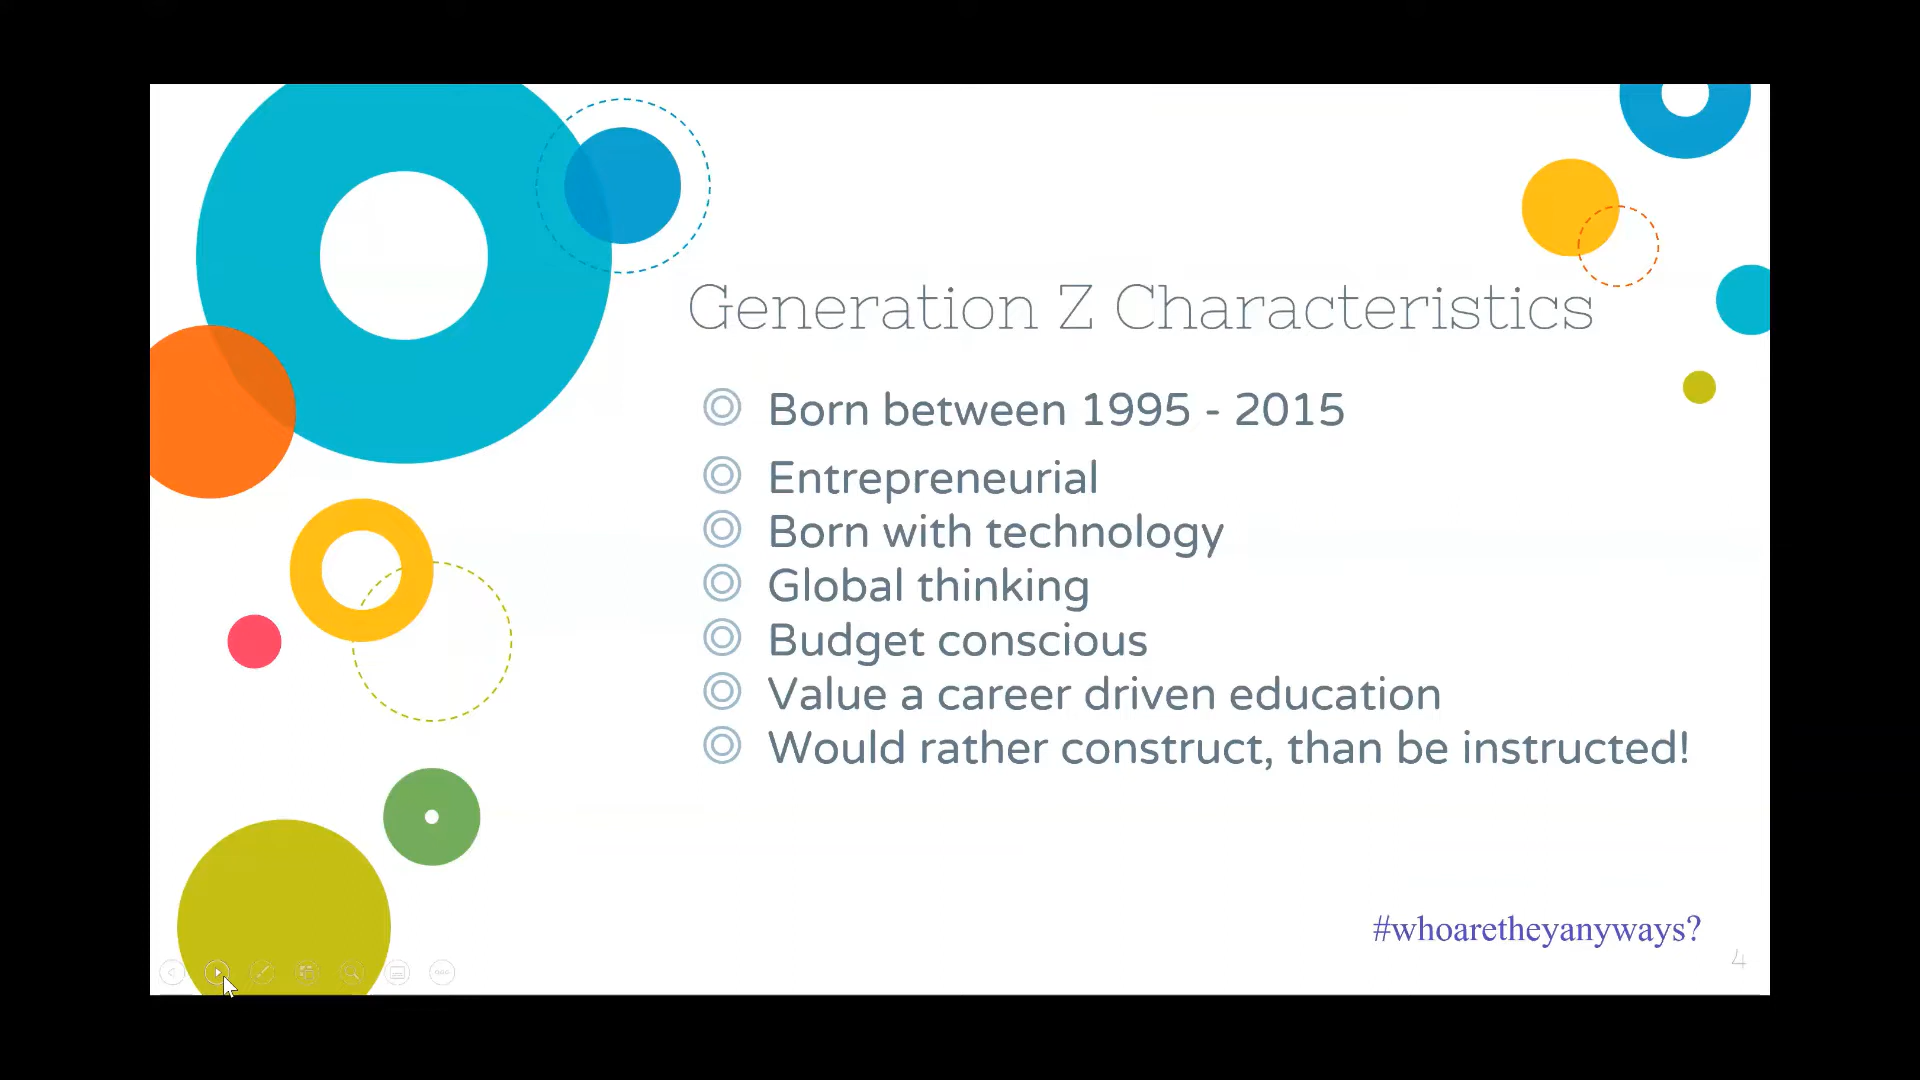 Generation Z Characteristics
Born between 1995 - 2015
Entrepreneurial
Born with technology
Global thinking
Budget conscious
Value a career driven education
Would rather construct, than be instructed!
#whoaretheyanyways?
4